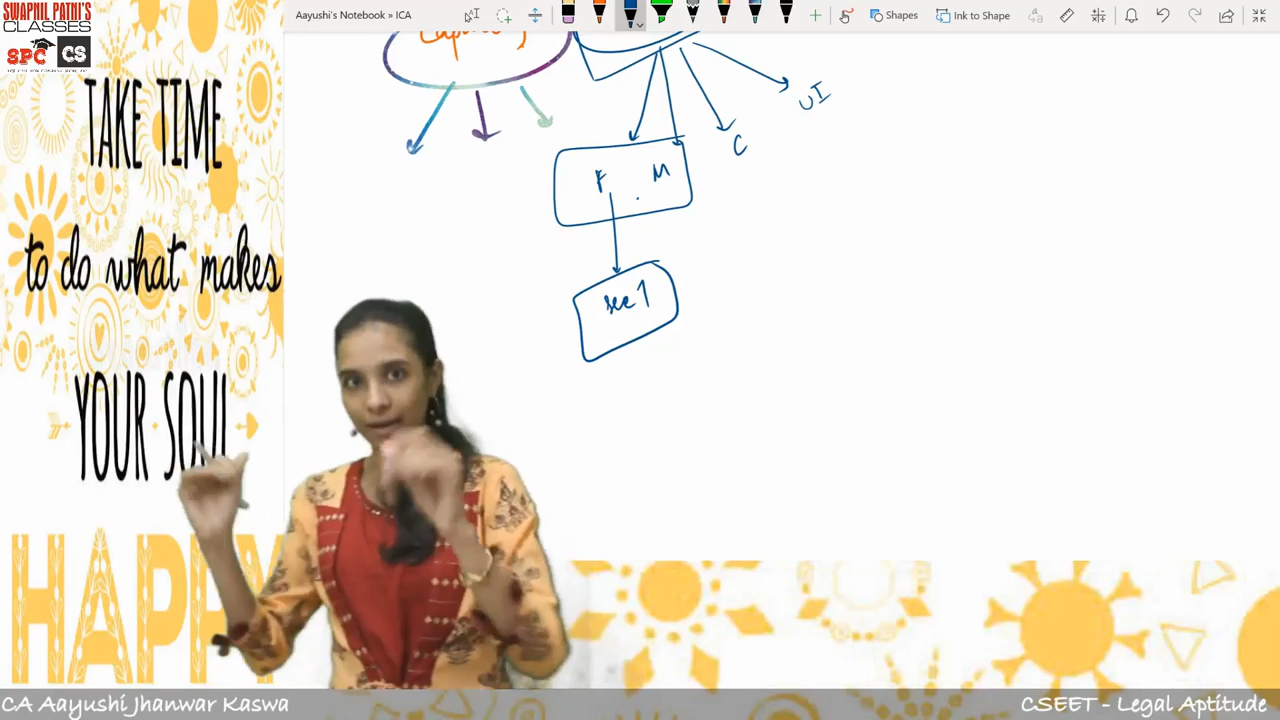 SWAPNIL PATNI'S
CLASSES
SPC CS
Aayushi's Notebook » ICA
Shapes
Ink to Shape
TAKE TIME
to do what makes
YOUR SOUL
HAPPY
UI
C
F M
sec 1
CA Aayushi Jhanwar Kaswa
CSEET - Legal Aptitude